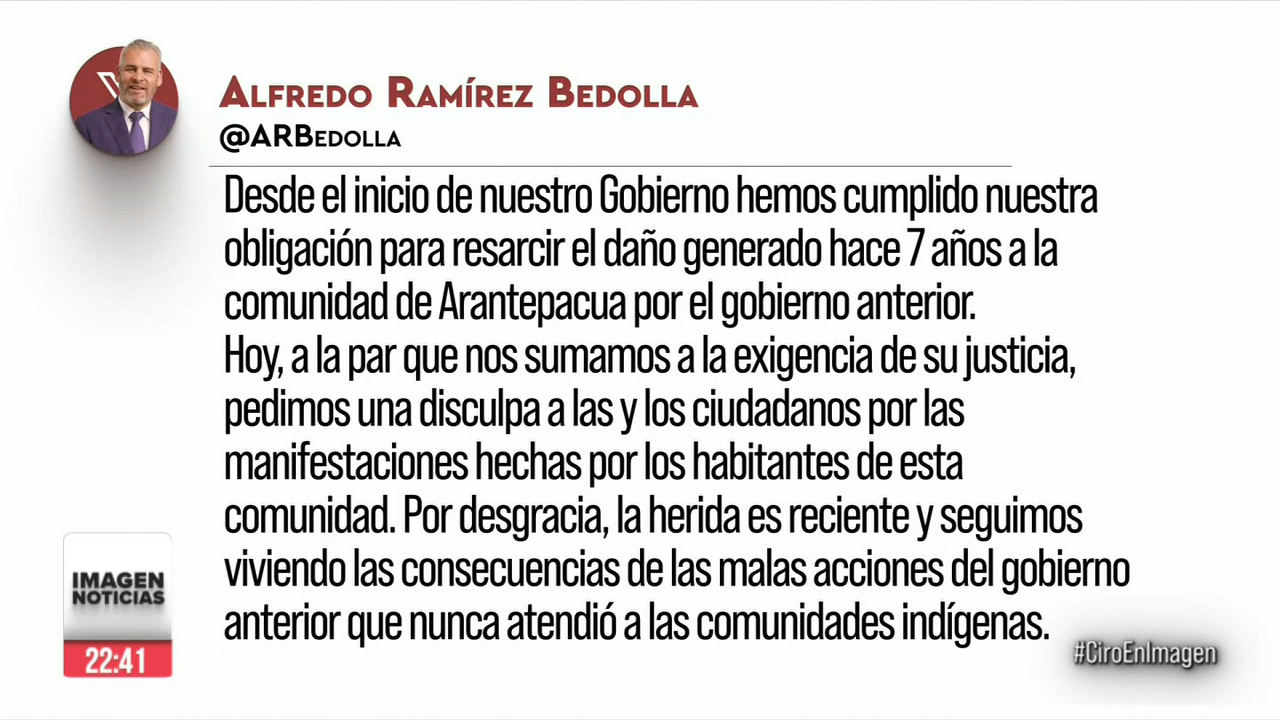 ALFREDO RAMÍREZ BEDOLLA
@ARBEDOLLA
Desde el inicio de nuestro Gobierno hemos cumplido nuestra
obligación para resarcir el daño generado hace 7 años a la
comunidad de Arantepacua por el gobierno anterior.
Hoy, a la par que nos sumamos a la exigencia de su justicia,
pedimos una disculpa a las y los ciudadanos por las
manifestaciones hechas por los habitantes de esta
comunidad. Por desgracia, la herida es reciente y seguimos
viviendo las consecuencias de las malas acciones del gobierno
anterior que nunca atendió a las comunidades indígenas.
IMAGEN
NOTICIAS
22:41
#CiroEnImagen